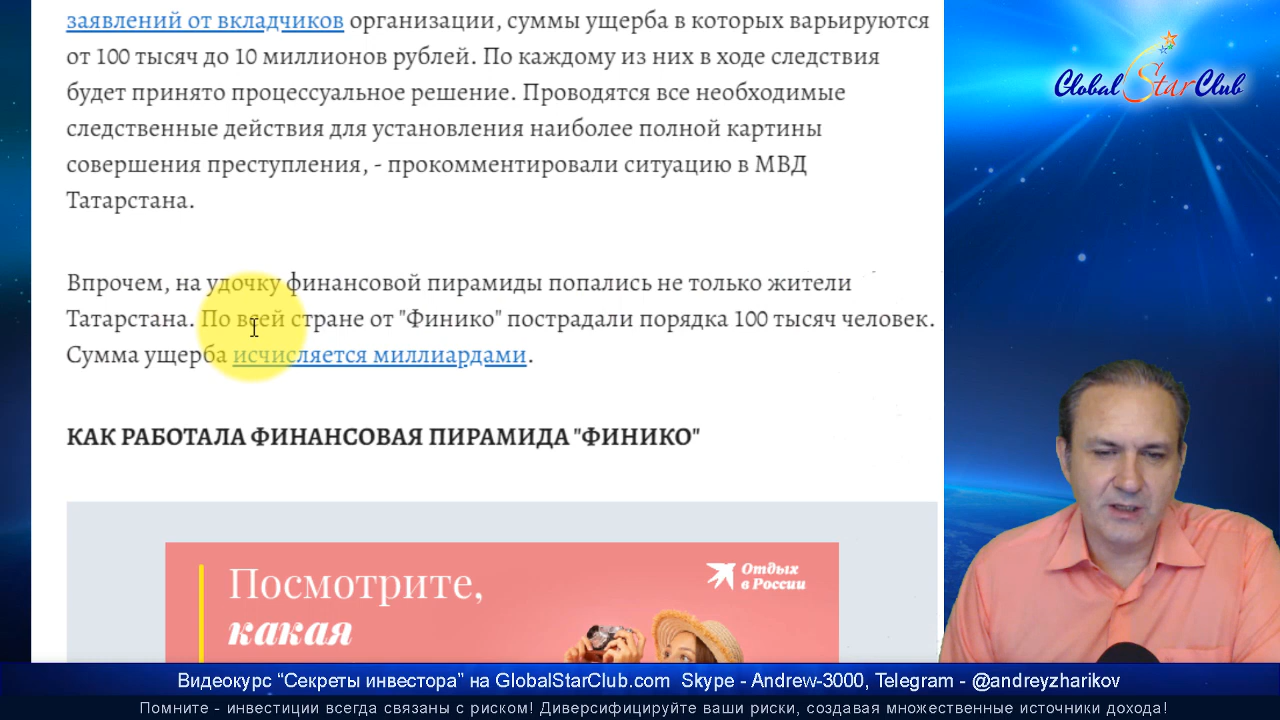 заявлений от вкладчиков организации, суммы ущерба в которых варьируются
от 100 тысяч до 10 миллионов рублей. По каждому из них в ходе следствия
будет принято процессуальное решение. Проводятся все необходимые
следственные действия для установления наиболее полной картины
совершения преступления, - прокомментировали ситуацию в МВД
Татарстана.
Впрочем, на удочку финансовой пирамиды попались не только жители
Татарстана. По всей стране от "Финико" пострадали порядка 100 тысяч человек.
Сумма ущерба исчисляется миллиардами.
КАК РАБОТАЛА ФИНАНСОВАЯ ПИРАМИДА "ФИНИКО"
Посмотрите,
какая
Отдых
в России
Global Star Club
Видеокурс "Секреты инвестора" на GlobalStarClub.com Skype - Andrew-3000, Telegram - @andreyzharikov
Помните - инвестиции всегда связаны с риском! Диверсифицируйте ваши риски, создавая множественные источники дохода!